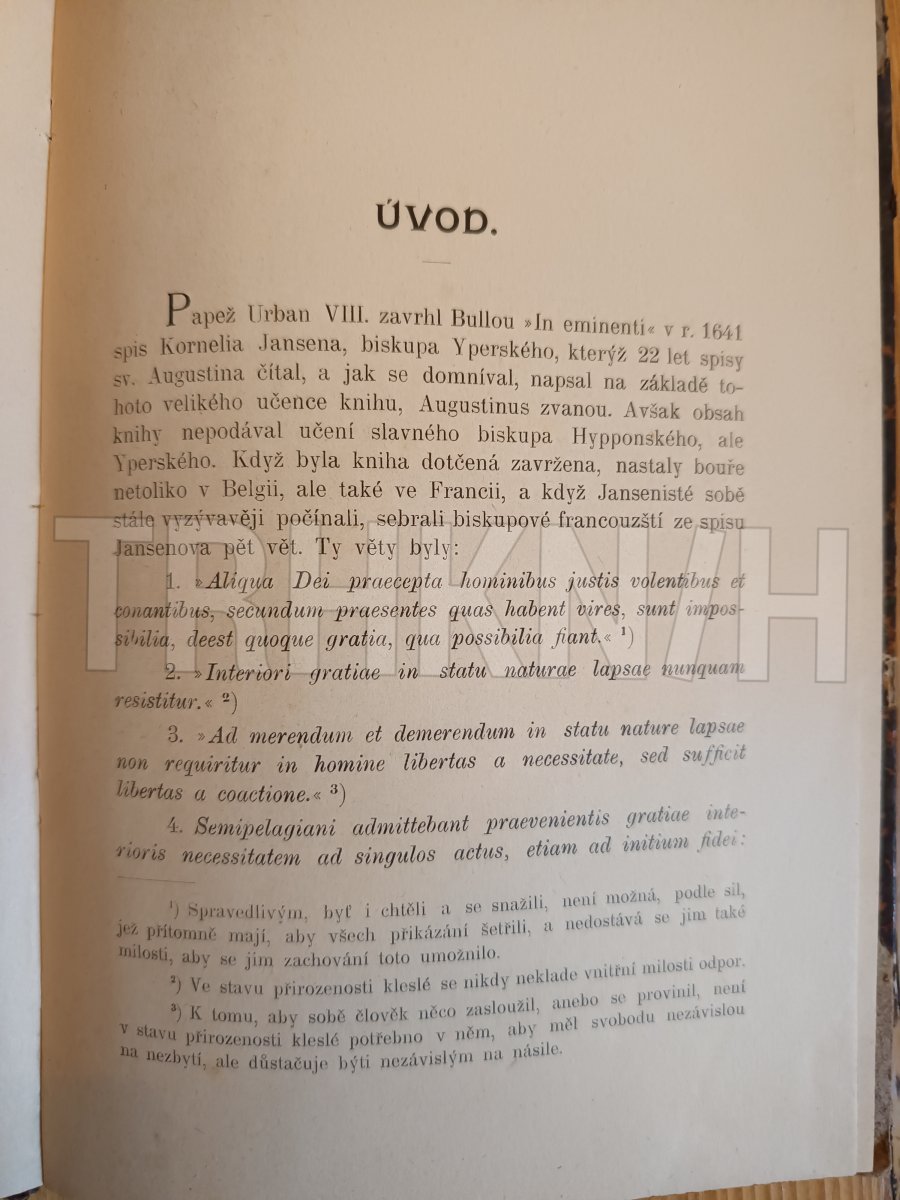 ÚVOD.
Papež Urban VIII. zavrhl Bullou »In eminenti« v r. 1641
spis Kornelia Jansena, biskupa Yperského, kterýž 22 let spisy
sv. Augustina čítal, a jak se domníval, napsal na základě to-
hoto velikého učence knihu, Augustinus zvanou. Avšak obsah
knihy nepodával učení slavného biskupa Hypponského, ale
Yperského. Když byla kniha dotčená zavržena, nastaly bouře
netoliko v Belgii, ale také ve Francii, a když Jansenisté sobě
stále vyzývavěji počínali, sebrali biskupové francouzští ze spisu
Jansenova pět vět. Ty věty byly:
1. »Aliqua Dei praecepta hominibus justis volentibus et
conantibus, secundum praesentes quas habent vires, sunt impos-
sibilia, deest quoque gratia, qua possibilia fiant.« ¹)
2. »Interiori gratiae in statu naturae lapsae nunquam
resistitur.« ²)
3. »Ad merendum et demerendum in statu nature lapsae
non requiritur in homine libertas a necessitate, sed sufficit
libertas a coactione.« ³)
4. Semipelagiani admittebant praevenientis gratiae inte-
rioris necessitatem ad singulos actus, etiam ad initium fidei:
¹) Spravedlivým, byť i chtěli a se snažili, není možná, podle sil,
jež přítomně mají, aby všech přikázání šetřili, a nedostává se jim také
milosti, aby se jim zachování toto umožnilo.
²) Ve stavu přirozenosti kleslé se nikdy neklade vnitřní milosti odpor.
³) K tomu, aby sobě člověk něco zasloužil, anebo se provinil, není
v stavu přirozenosti kleslé potřebno v něm, aby měl svobodu nezávislou
na nezbytí, ale důstačuje býti nezávislým na násile.